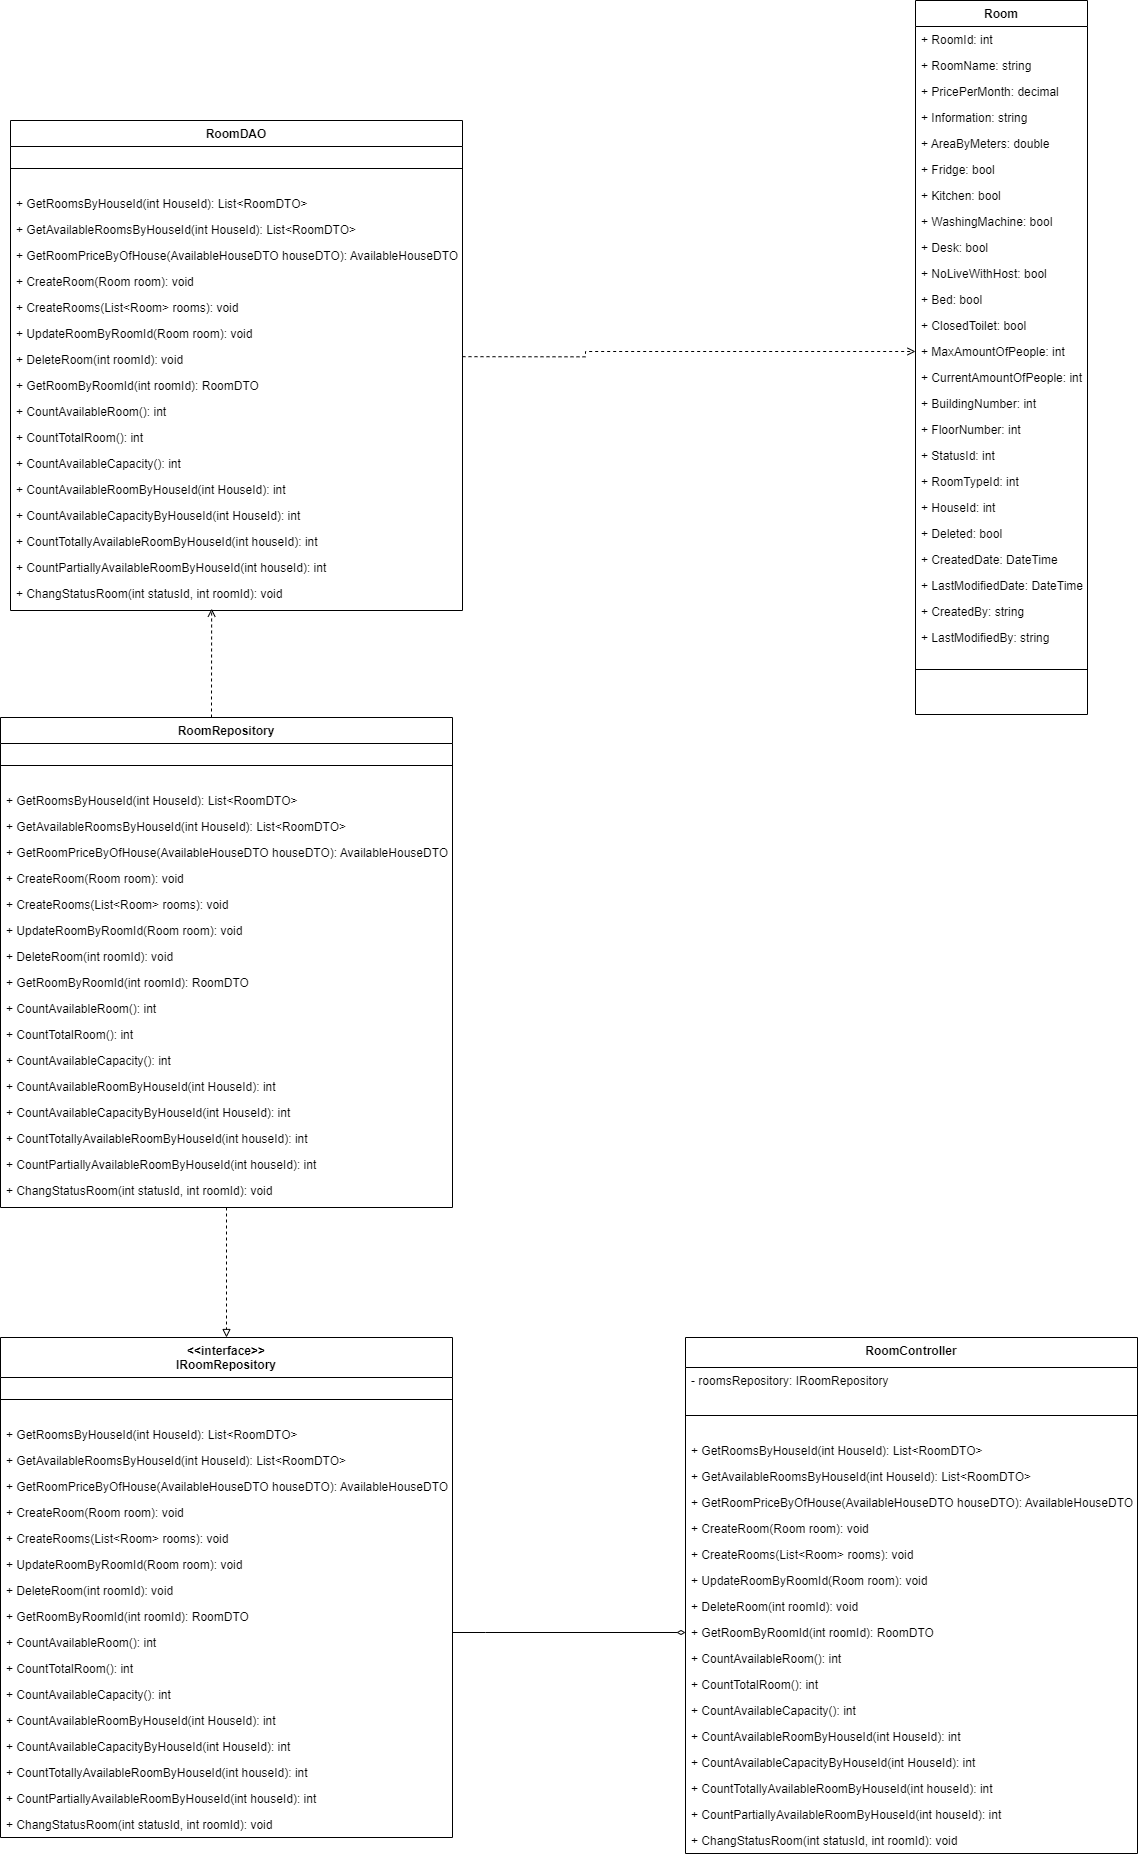 Room
+ RoomId: int
+ RoomName: string
+ PricePerMonth: decimal
+ Information: string
+ AreaByMeters: double
+ Fridge: bool
+ Kitchen: bool
+ WashingMachine: bool
+ Desk: bool
+ NoLiveWithHost: bool
+ Bed: bool
+ ClosedToilet: bool
+ MaxAmountOfPeople: int
+ CurrentAmountOfPeople: int
+ BuildingNumber: int
+ FloorNumber: int
+ StatusId: int
+ RoomTypeId: int
+ HouseId: int
+ Deleted: bool
+ CreatedDate: DateTime
+ LastModifiedDate: DateTime
+ CreatedBy: string
+ LastModifiedBy: string
RoomDAO
+ GetRoomsByHouseId(int HouseId): List<RoomDTO>
+ GetAvailableRoomsByHouseId(int HouseId): List<RoomDTO>
+ GetRoomPriceByOfHouse(AvailableHouseDTO houseDTO): AvailableHouseDTO
+ CreateRoom(Room room): void
+ CreateRooms(List<Room> rooms): void
+ UpdateRoomByRoomId(Room room): void
+ DeleteRoom(int roomId): void
+ GetRoomByRoomId(int roomId): RoomDTO
+ CountAvailableRoom(): int
+ CountTotalRoom(): int
+ CountAvailableCapacity(): int
+ CountAvailableRoomByHouseId(int HouseId): int
+ CountAvailableCapacityByHouseId(int HouseId): int
+ CountTotallyAvailableRoomByHouseId(int houseId): int
+ CountPartiallyAvailableRoomByHouseId(int houseId): int
+ ChangStatusRoom(int statusId, int roomId): void
RoomRepository
+ GetRoomsByHouseId(int HouseId): List<RoomDTO>
+ GetAvailableRoomsByHouseId(int HouseId): List<RoomDTO>
+ GetRoomPriceByOfHouse(AvailableHouseDTO houseDTO): AvailableHouseDTO
+ CreateRoom(Room room): void
+ CreateRooms(List<Room> rooms): void
+ UpdateRoomByRoomId(Room room): void
+ DeleteRoom(int roomId): void
+ GetRoomByRoomId(int roomId): RoomDTO
+ CountAvailableRoom(): int
+ CountTotalRoom(): int
+ CountAvailableCapacity(): int
+ CountAvailableRoomByHouseId(int HouseId): int
+ CountAvailableCapacityByHouseId(int HouseId): int
+ CountTotallyAvailableRoomByHouseId(int houseId): int
+ CountPartiallyAvailableRoomByHouseId(int houseId): int
+ ChangStatusRoom(int statusId, int roomId): void
<<interface>>
IRoomRepository
+ GetRoomsByHouseId(int HouseId): List<RoomDTO>
+ GetAvailableRoomsByHouseId(int HouseId): List<RoomDTO>
+ GetRoomPriceByOfHouse(AvailableHouseDTO houseDTO): AvailableHouseDTO
+ CreateRoom(Room room): void
+ CreateRooms(List<Room> rooms): void
+ UpdateRoomByRoomId(Room room): void
+ DeleteRoom(int roomId): void
+ GetRoomByRoomId(int roomId): RoomDTO
+ CountAvailableRoom(): int
+ CountTotalRoom(): int
+ CountAvailableCapacity(): int
+ CountAvailableRoomByHouseId(int HouseId): int
+ CountAvailableCapacityByHouseId(int HouseId): int
+ CountTotallyAvailableRoomByHouseId(int houseId): int
+ CountPartiallyAvailableRoomByHouseId(int houseId): int
+ ChangStatusRoom(int statusId, int roomId): void
RoomController
- roomsRepository: IRoomRepository
+ GetRoomsByHouseId(int HouseId): List<RoomDTO>
+ GetAvailableRoomsByHouseId(int HouseId): List<RoomDTO>
+ GetRoomPriceByOfHouse(AvailableHouseDTO houseDTO): AvailableHouseDTO
+ CreateRoom(Room room): void
+ CreateRooms(List<Room> rooms): void
+ UpdateRoomByRoomId(Room room): void
+ DeleteRoom(int roomId): void
+ GetRoomByRoomId(int roomId): RoomDTO
+ CountAvailableRoom(): int
+ CountTotalRoom(): int
+ CountAvailableCapacity(): int
+ CountAvailableRoomByHouseId(int HouseId): int
+ CountAvailableCapacityByHouseId(int HouseId): int
+ CountTotallyAvailableRoomByHouseId(int houseId): int
+ CountPartiallyAvailableRoomByHouseId(int houseId): int
+ ChangStatusRoom(int statusId, int roomId): void